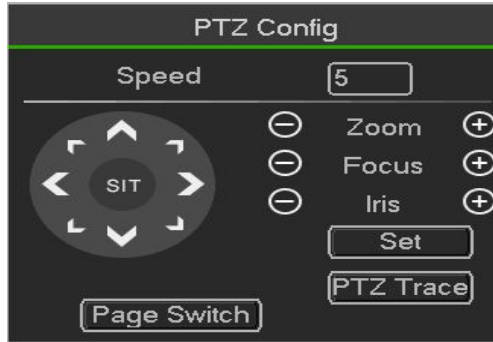 PTZ Config
Speed 5
Zoom
Focus
SIT
Iris
Set
PTZ Trace
Page Switch